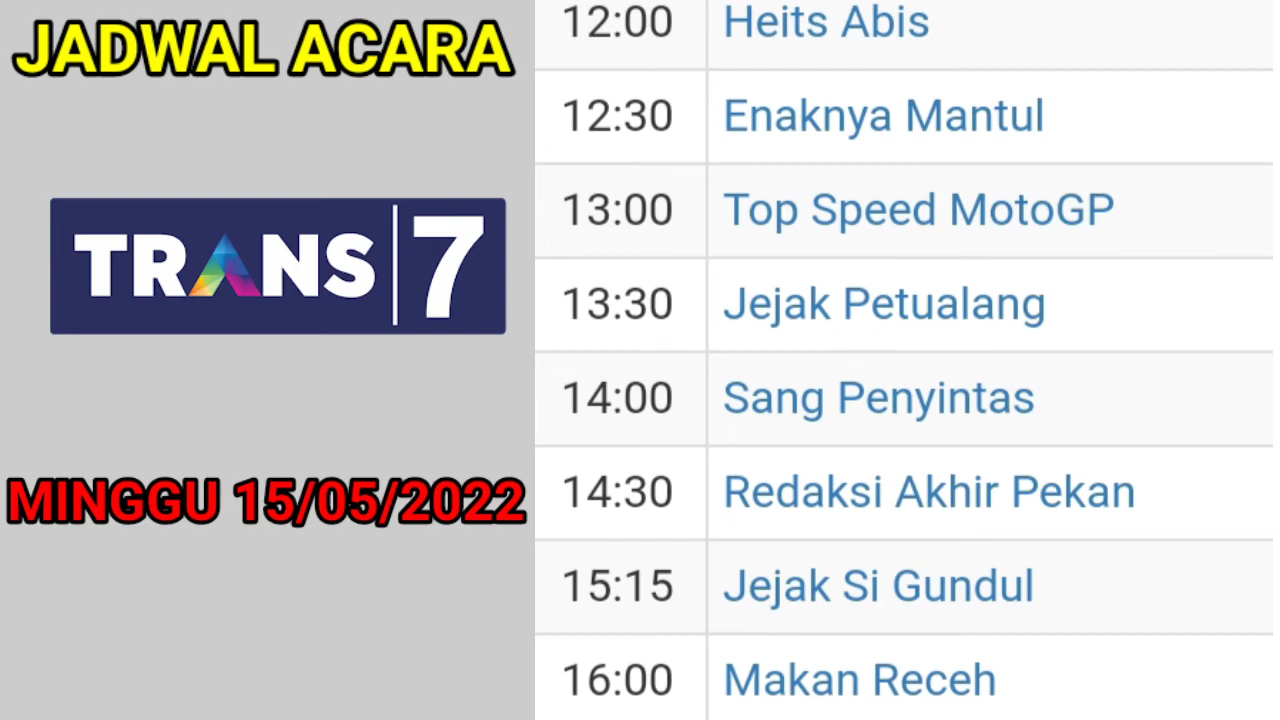 JADWAL ACARA
TRANS|7
MINGGU 15/05/2022
12:00 Heits Abis
12:30 Enaknya Mantul
13:00 Top Speed MotoGP
13:30 Jejak Petualang
14:00 Sang Penyintas
14:30 Redaksi Akhir Pekan
15:15 Jejak Si Gundul
16:00 Makan Receh